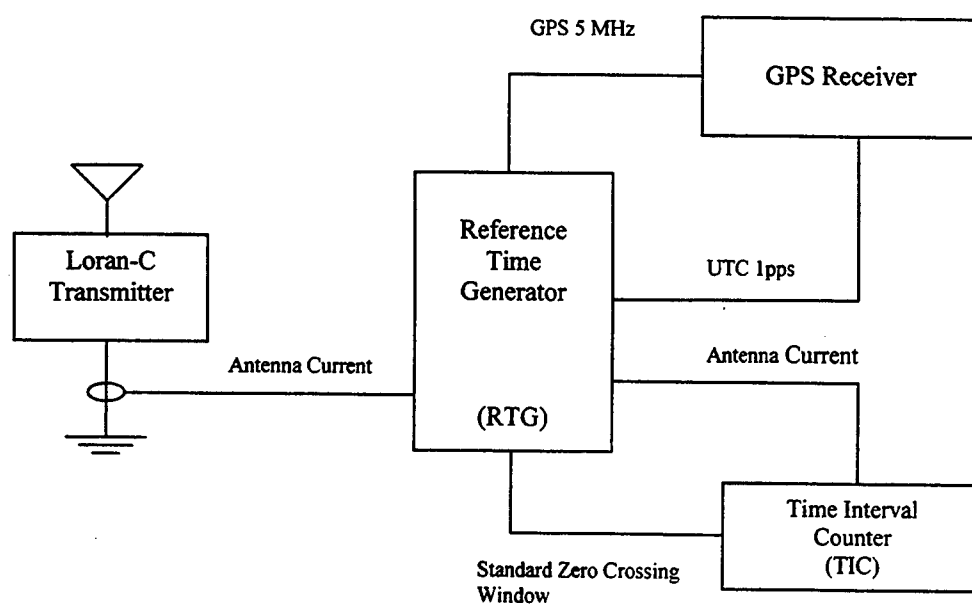 GPS 5 MHz
GPS Receiver
Reference
Time
Generator
(RTG)
Loran-C
Transmitter
UTC 1pps
Antenna Current
Antenna Current
Time Interval
Counter
(TIC)
Standard Zero Crossing
Window